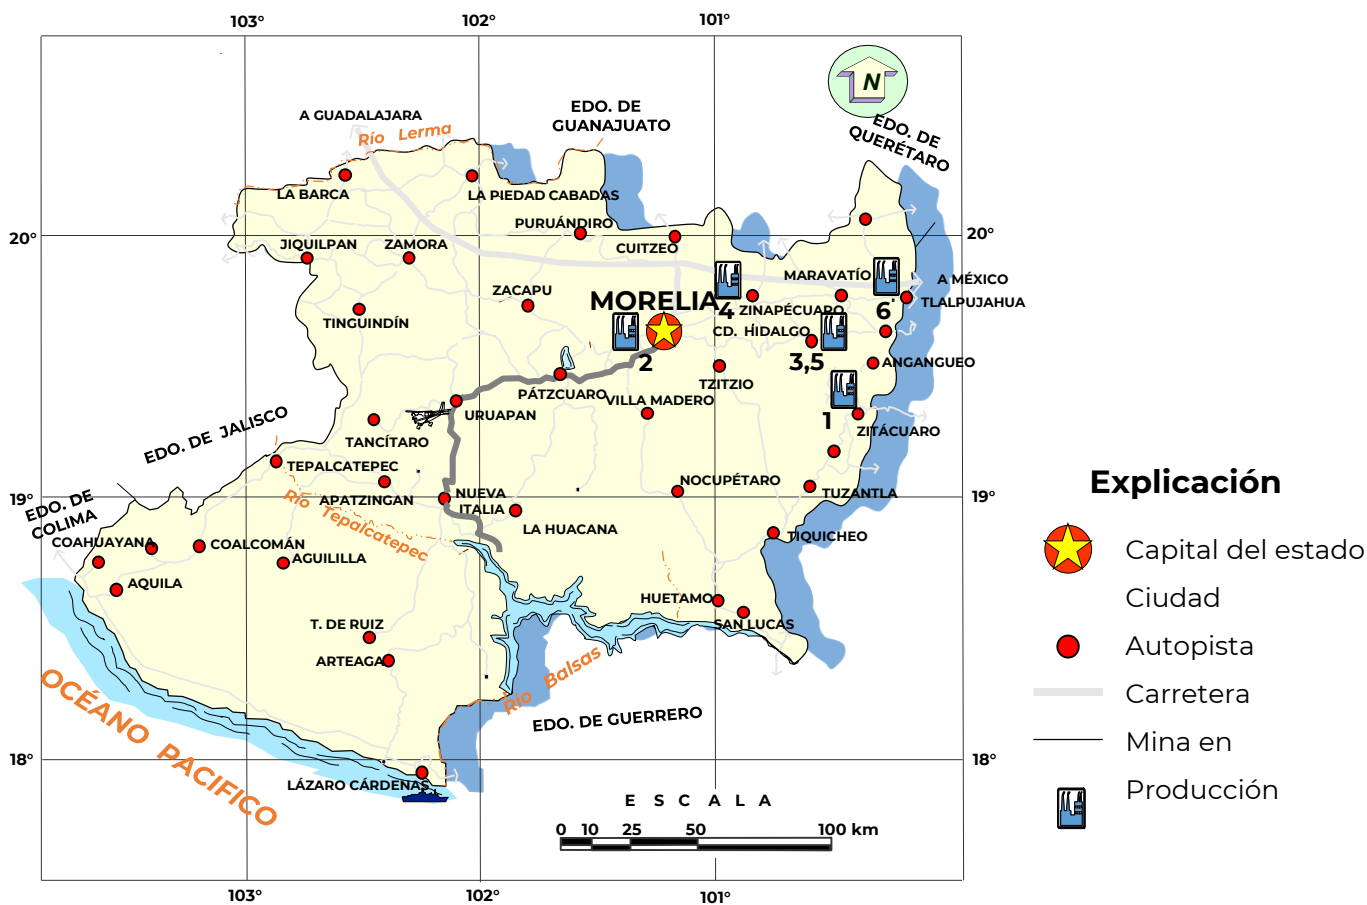 103°
102°
101°
N
EDO. DE
QUERÉTARO
EDO. DE
GUANAJUATO
A GUADALAJARA
Río Lerma
LA BARCA
LA PIEDAD CABADAS
PURUÁNDIRO
20°
20°
JIQUILPAN
ZAMORA
CUITZEO
MARAVATÍO
A MÉXICO
ZACAPU
MORELIA
4
ZINAPÉCUARO
6
TLALPUJAHUA
TINGUINDÍN
CD. HIDALGO
2
3,5
ANGANGUEO
TZITZIO
PÁTZCUARO
VILLA MADERO
EDO. DE JALISCO
URUAPAN
1
ZITÁCUARO
TANCÍTARO
TEPALCATEPEC
NOCUPÉTARO
APATZINGAN
NUEVA
ITALIA
TUZANTLA
19°
19°
EDO. DE
COLIMA
Río Tepalcatepec
LA HUACANA
TIQUICHEO
COAHUAYANA
COALCOMÁN
AGUILILLA
AQUILA
HUETAMO
SAN LUCAS
T. DE RUIZ
ARTEAGA
Río Balsas
OCÉANO PACIFICO
EDO. DE GUERRERO
18°
18°
LÁZARO CÁRDENAS
ESCALA
0 10 25 50 100 km
103°
102°
101°
Explicación
Capital del estado
Ciudad
Autopista
Carretera
Mina en
Producción